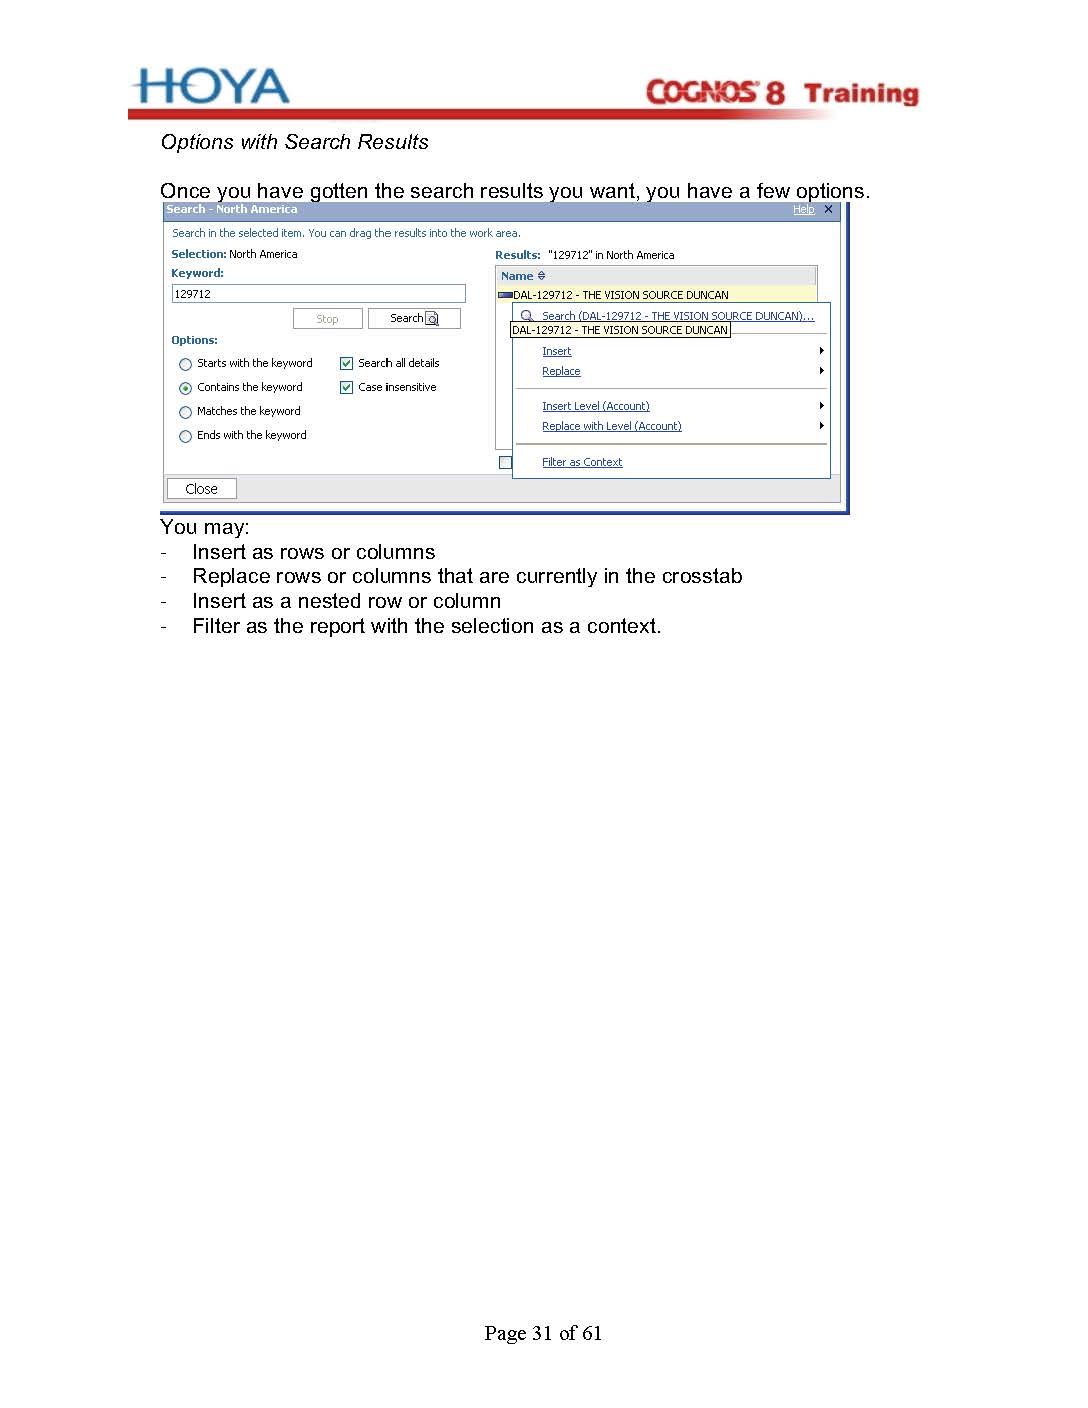 HOYA
COGNOS 8 Training
Options with Search Results
Once you have gotten the search results you want, you have a few options.
Search - North America Help
Search in the selected item. You can drag the results into the work area.
Selection: North America
Keyword:
129712
Stop Search
Options:
Starts with the keyword Search all details
Contains the keyword Case insensitive
Matches the keyword
Ends with the keyword
Close
Results: "129712" in North America
Name
DAL-129712 - THE VISION SOURCE DUNCAN
Search (DAL-129712 - THE VISION SOURCE DUNCAN)...
DAL-129712 - THE VISION SOURCE DUNCAN
Insert
Replace
Insert Level (Account)
Replace with Level (Account)
Filter as Context
You may:
- Insert as rows or columns
- Replace rows or columns that are currently in the crosstab
- Insert as a nested row or column
- Filter as the report with the selection as a context.
Page 31 of 61